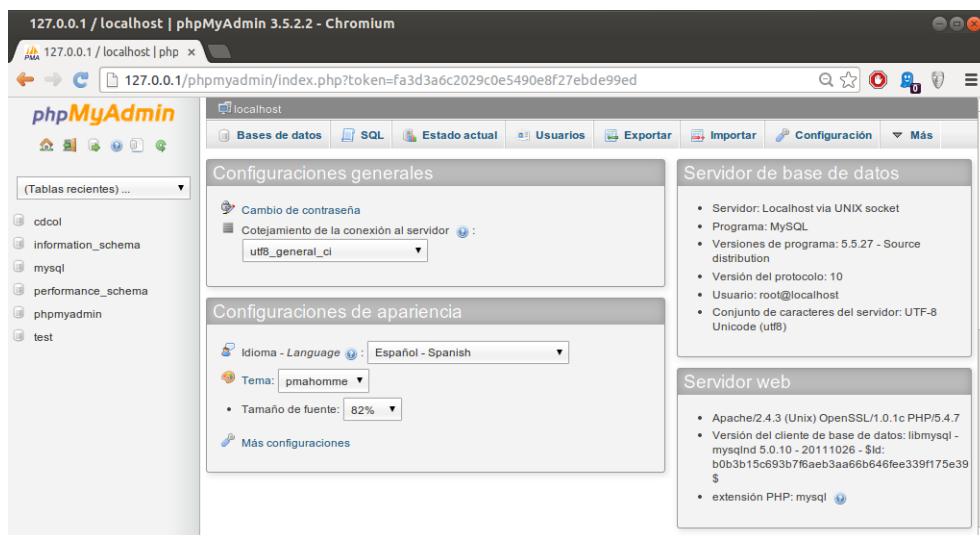 127.0.0.1 / localhost | phpMyAdmin 3.5.2.2 - Chromium
127.0.0.1 / localhost | php
127.0.0.1/phpmyadmin/index.php?token=fa3d3a6c2029c0e5490e8f27ebde99ed
0
phpMyAdmin
(Tablas recientes) ...
cdcol
information_schema
mysql
performance_schema
phpmyadmin
test
localhost
Bases de datos SQL Estado actual Usuarios Exportar Importar Configuración Más
Configuraciones generales
Cambio de contraseña
Cotejamiento de la conexión al servidor :
utf8_general_ci
Configuraciones de apariencia
Idioma - Language : Español - Spanish
Tema: pmahomme
Tamaño de fuente: 82%
Más configuraciones
Servidor de base de datos
Servidor: Localhost via UNIX socket
Programa: MySQL
Versiones de programa: 5.5.27 - Source
distribution
Versión del protocolo: 10
Usuario: root@localhost
Conjunto de caracteres del servidor: UTF-8
Unicode (utf8)
Servidor web
Apache/2.4.3 (Unix) OpenSSL/1.0.1c PHP/5.4.7
Versión del cliente de base de datos: libmysql -
mysqlnd 5.0.10 - 20111026 - $Id:
b0b3b15c693b7f6aeb3aa66b646fee339f175e39
$
extensión PHP: mysql